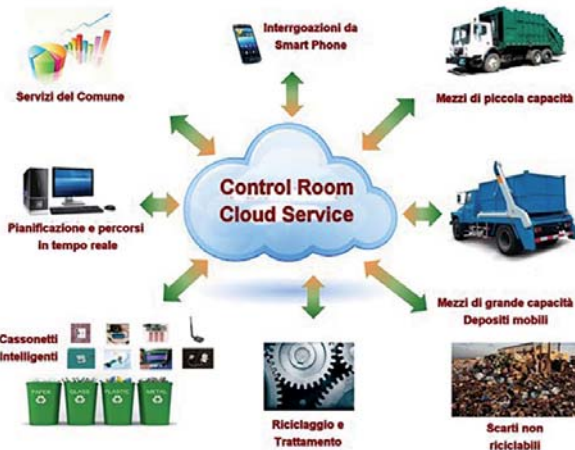 Interrgoazioni da
Smart Phone
Servizi del Comune
Mezzi di piccola capacità
Control Room
Cloud Service
Pianificazione e percorsi
in tempo reale
Mezzi di grande capacità
Depositi mobili
Cassonetti
Intelligenti
PAPER
GLASS
PLASTIC
METAL
Riciclaggio e
Trattamento
Scarti non
riciclabili